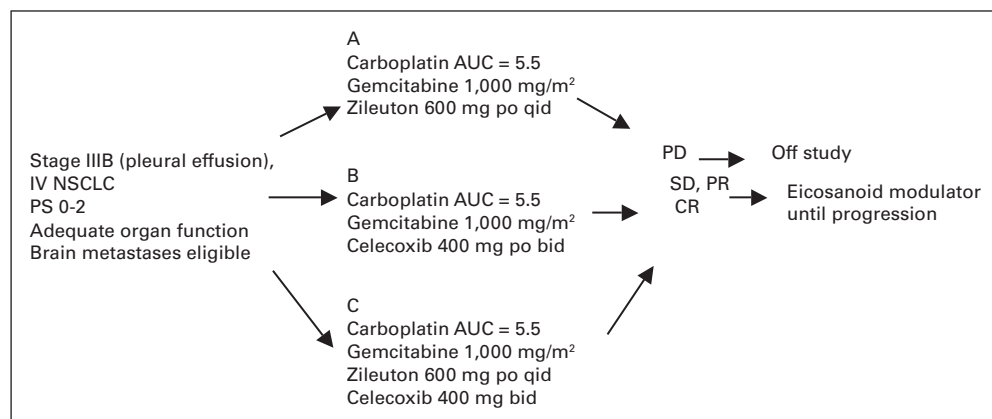 Stage IIIB (pleural effusion),
IV NSCLC
PS 0-2
Adequate organ function
Brain metastases eligible
A
Carboplatin AUC = 5.5
Gemcitabine 1,000 mg/m²
Zileuton 600 mg po qid
B
Carboplatin AUC = 5.5
Gemcitabine 1,000 mg/m²
Celecoxib 400 mg po bid
C
Carboplatin AUC = 5.5
Gemcitabine 1,000 mg/m²
Zileuton 600 mg po qid
Celecoxib 400 mg bid
PD
Off study
SD, PR
CR
Eicosanoid modulator
until progression